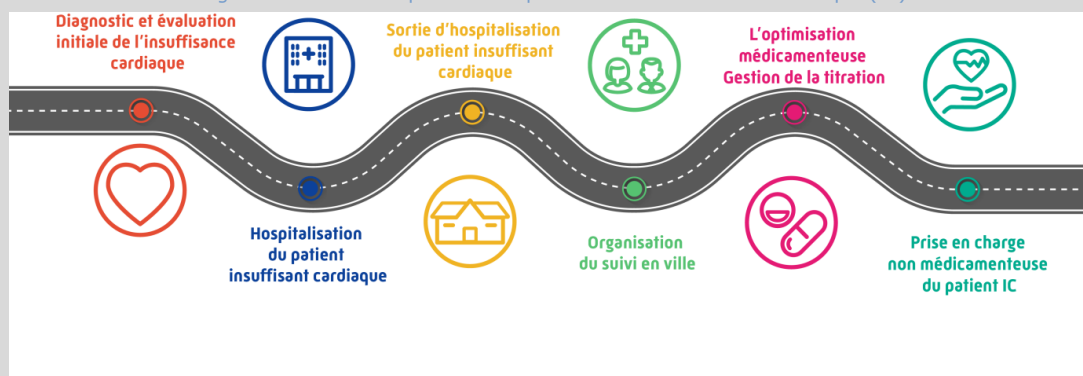 Diagnostic et évaluation
initiale de l'insuffisance
cardiaque
Hospitalisation
du patient
insuffisant cardiaque
Sortie d'hospitalisation
du patient insuffisant
cardiaque
Organisation
du suivi en ville
L'optimisation
médicamenteuse
Gestion de la titration
Prise en charge
non médicamenteuse
du patient IC